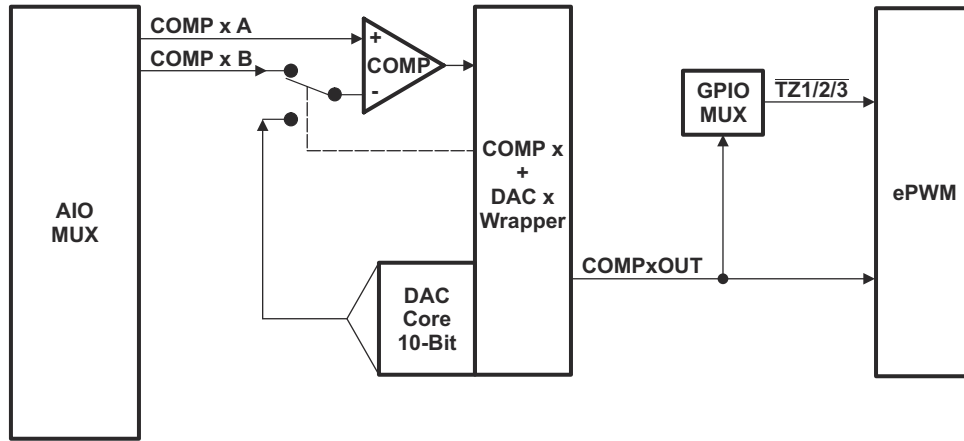 COMP x A
COMP x B
+
COMP
-
AIO
MUX
COMP x
+
DAC x
Wrapper
DAC
Core
10-Bit
COMPxOUT
GPIO
MUX
TZ1/2/3
ePWM